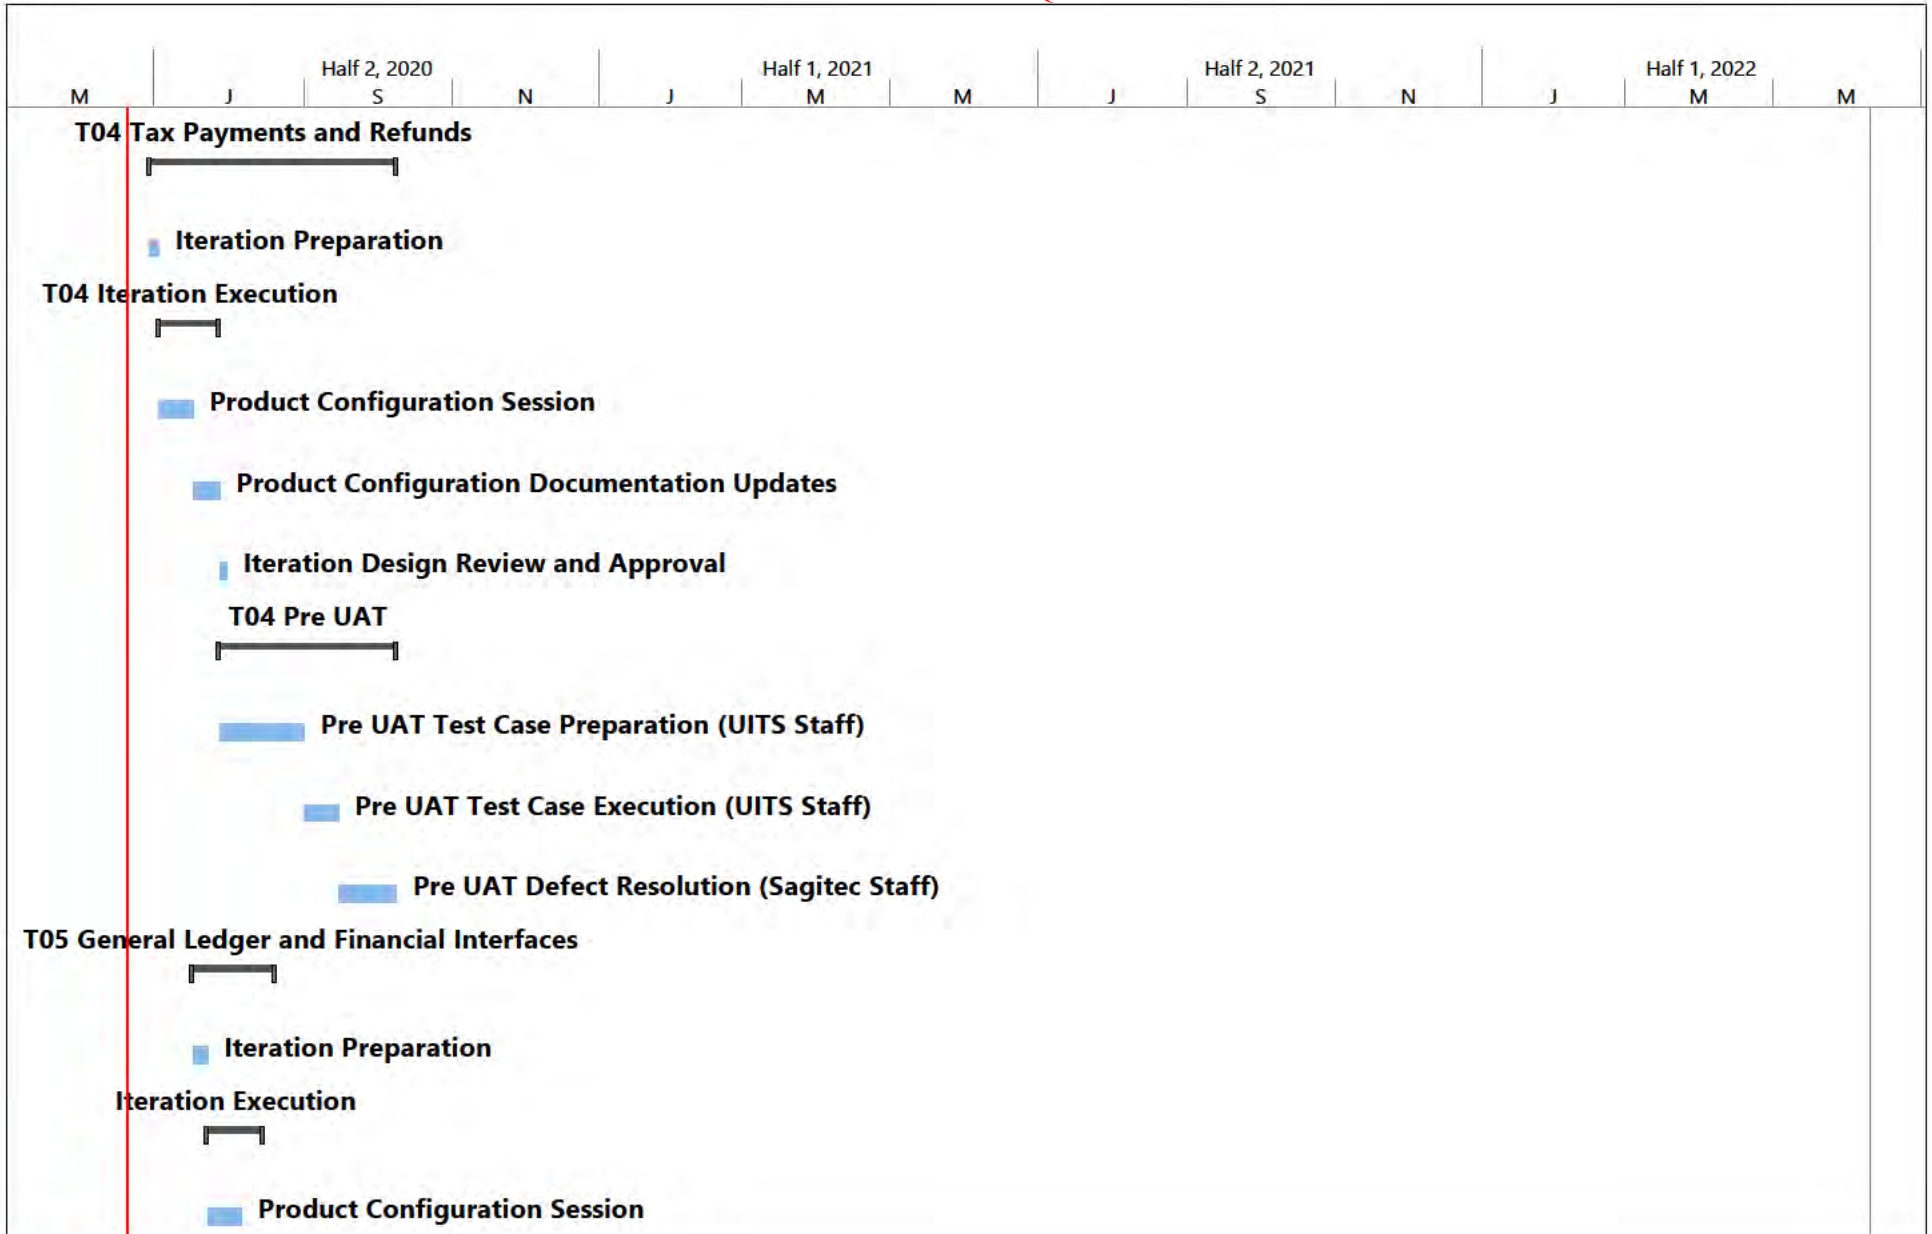 Half 2, 2020 Half 1, 2021 Half 2, 2021 Half 1, 2022
M J S N J M M J S N J M M
T04 Tax Payments and Refunds
Iteration Preparation
T04 Iteration Execution
Product Configuration Session
Product Configuration Documentation Updates
Iteration Design Review and Approval
T04 Pre UAT
Pre UAT Test Case Preparation (UITS Staff)
Pre UAT Test Case Execution (UITS Staff)
Pre UAT Defect Resolution (Sagitec Staff)
T05 General Ledger and Financial Interfaces
Iteration Preparation
Iteration Execution
Product Configuration Session